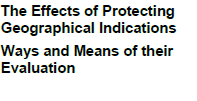 The Effects of Protecting
Geographical Indications
Ways and Means of their
Evaluation